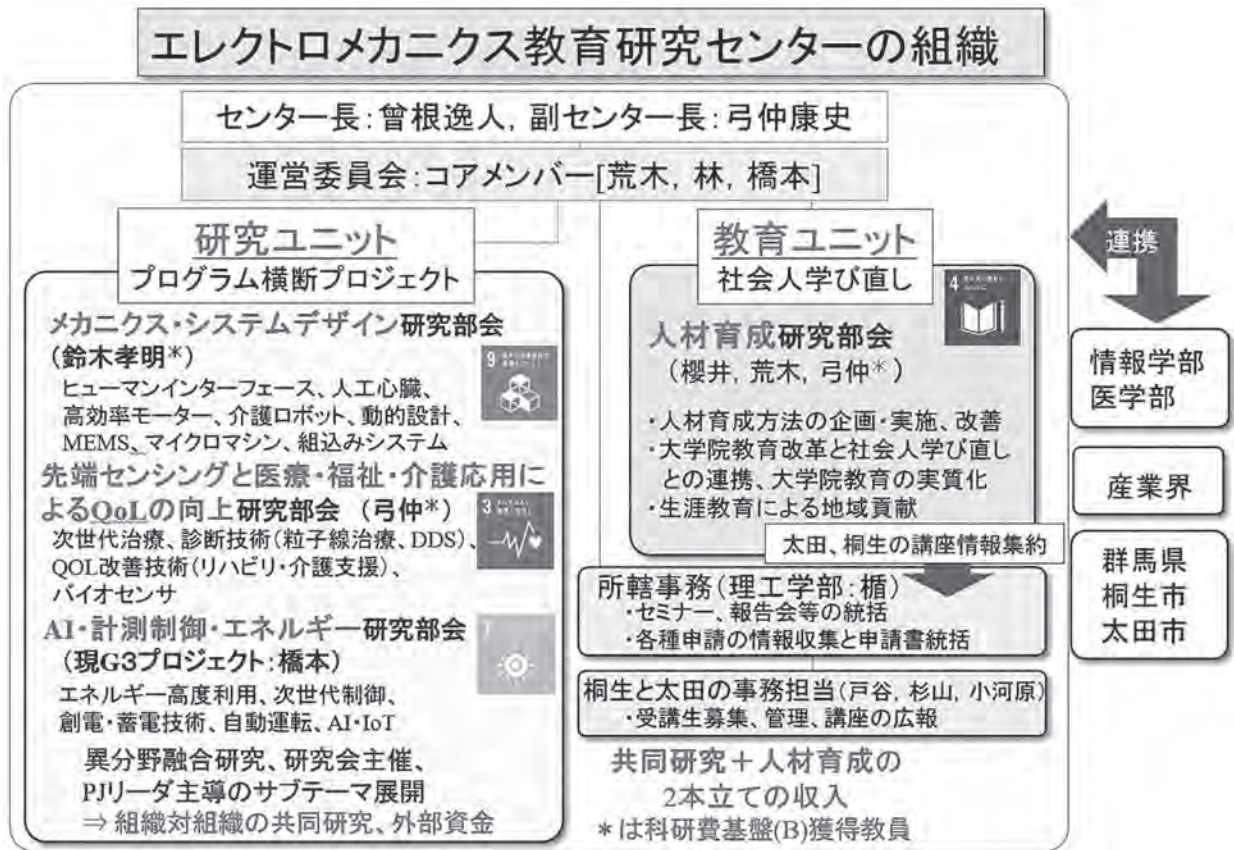 エレクトロメカニクス教育研究センターの組織
センター長:曽根逸人, 副センター長:弓仲康史
運営委員会:コアメンバー[荒木, 林, 橋本]
研究ユニット
プログラム横断プロジェクト
メカニクス・システムデザイン研究部会
(鈴木孝明*)
9
ヒューマンインターフェース、人工心臓、
高効率モーター、介護ロボット、動的設計、
MEMS、マイクロマシン、組込みシステム
先端センシングと医療・福祉・介護応用に
よるQoLの向上研究部会 (弓仲*)
3
次世代治療、診断技術(粒子線治療、DDS)、
QOL改善技術(リハビリ・介護支援)、
バイオセンサ
AI・計測制御・エネルギー研究部会
(現G3プロジェクト:橋本)
7
エネルギー高度利用、次世代制御、
創電・蓄電技術、自動運転、AI・IoT
異分野融合研究、研究会主催、
PJリーダ主導のサブテーマ展開
⇒ 組織対組織の共同研究、外部資金
教育ユニット
社会人学び直し
4
人材育成研究部会
(櫻井, 荒木, 弓仲*)
・人材育成方法の企画・実施、改善
・大学院教育改革と社会人学び直し
との連携、大学院教育の実質化
・生涯教育による地域貢献
太田、桐生の講座情報集約
所轄事務(理工学部:楯)
・セミナー、報告会等の統括
・各種申請の情報収集と申請書統括
桐生と太田の事務担当(戸谷, 杉山, 小河原)
・受講生募集、管理、講座の広報
共同研究+人材育成の
2本立ての収入
*は科研費基盤(B)獲得教員
連携
情報学部
医学部
産業界
群馬県
桐生市
太田市